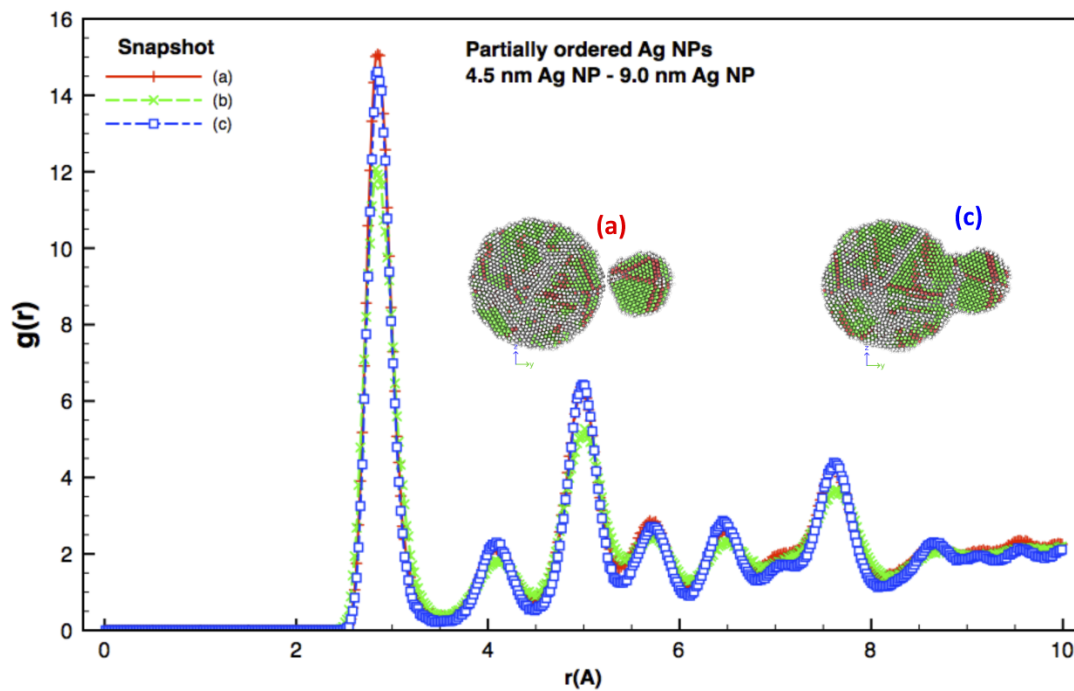 16
14
12
10
8
6
4
2
0
g(r)
Snapshot
(a)
(b)
(c)
Partially ordered Ag NPs
4.5 nm Ag NP - 9.0 nm Ag NP
(a)
(c)
z
y
z
y
0
2
4
6
8
10
r(A)